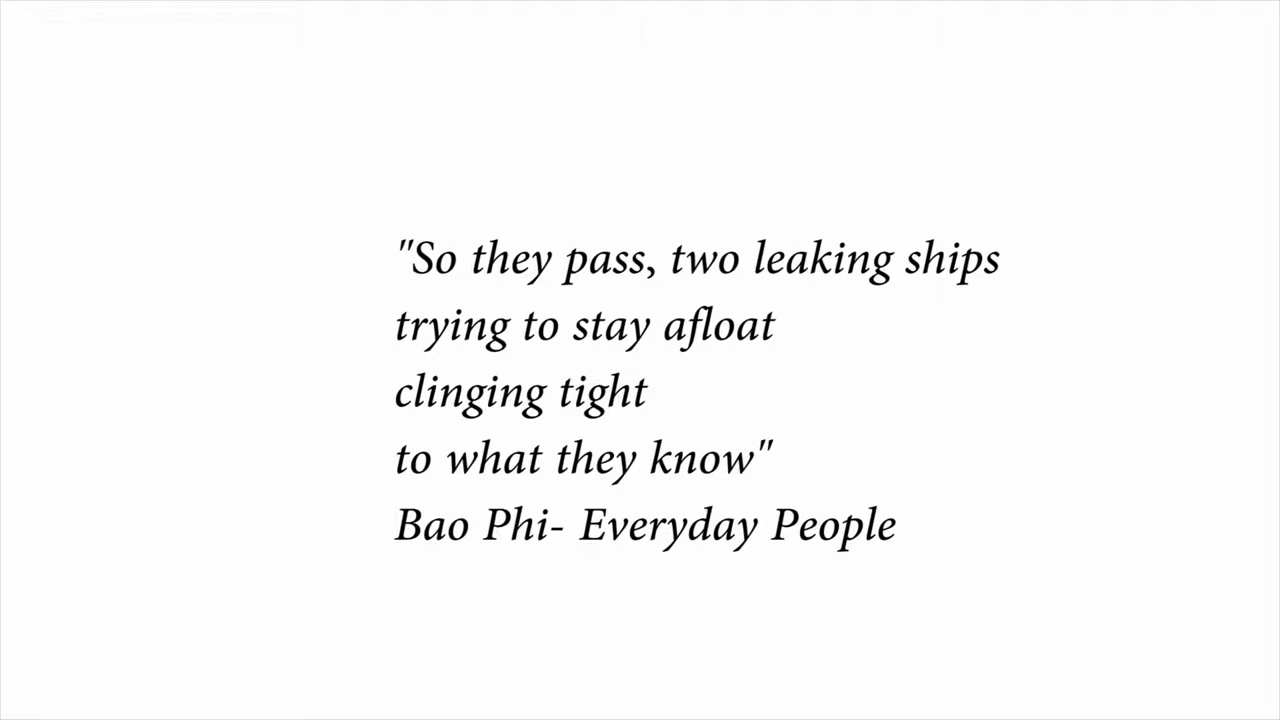 "So they pass, two leaking ships
trying to stay afloat
clinging tight
to what they know"
Bao Phi- Everyday People